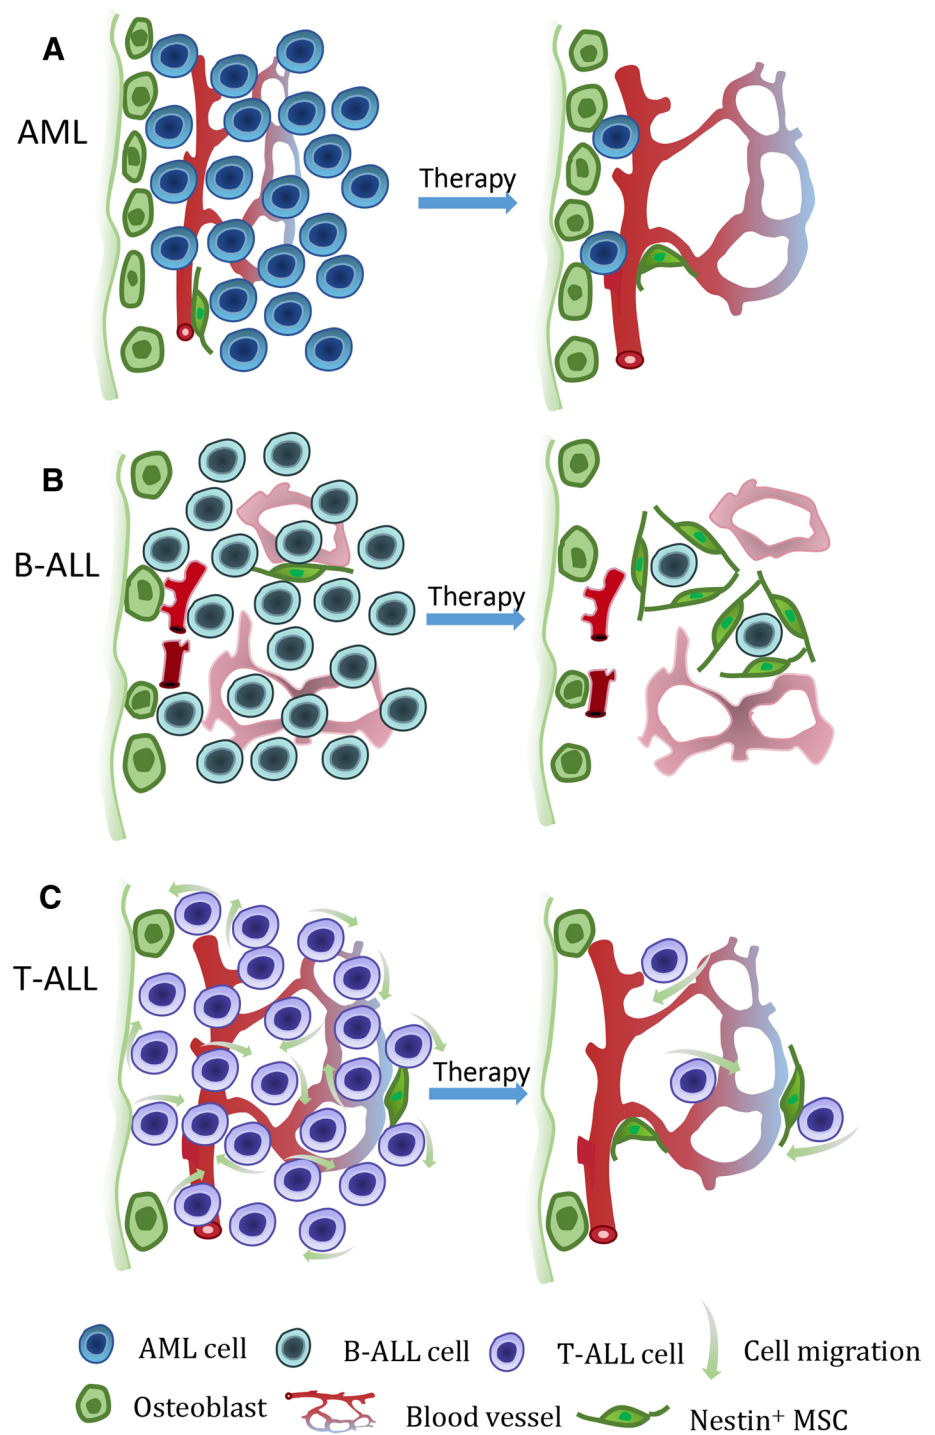 A
AML
Therapy
B
B-ALL
Therapy
C
T-ALL
Therapy
AML cell
B-ALL cell
T-ALL cell
Cell migration
Osteoblast
Blood vessel
Nestin⁺ MSC